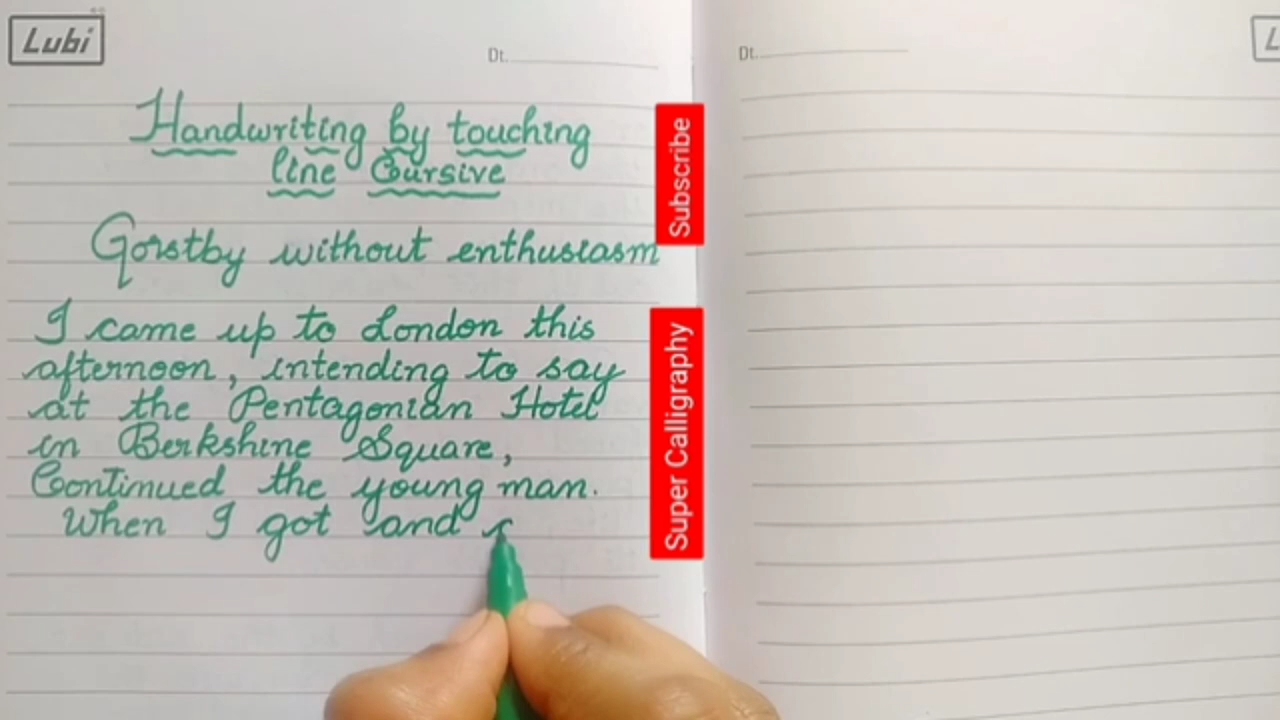 Lubi
Dt.
Handwriting by touching
line Cursive
Gorstby without enthusiasm
I came up to London this
afternoon, intending to say
at the Pentagonian Hotel
in Berkshine Square,
Continued the young man.
When I got and
Dt.
Subscribe
Super Calligraphy